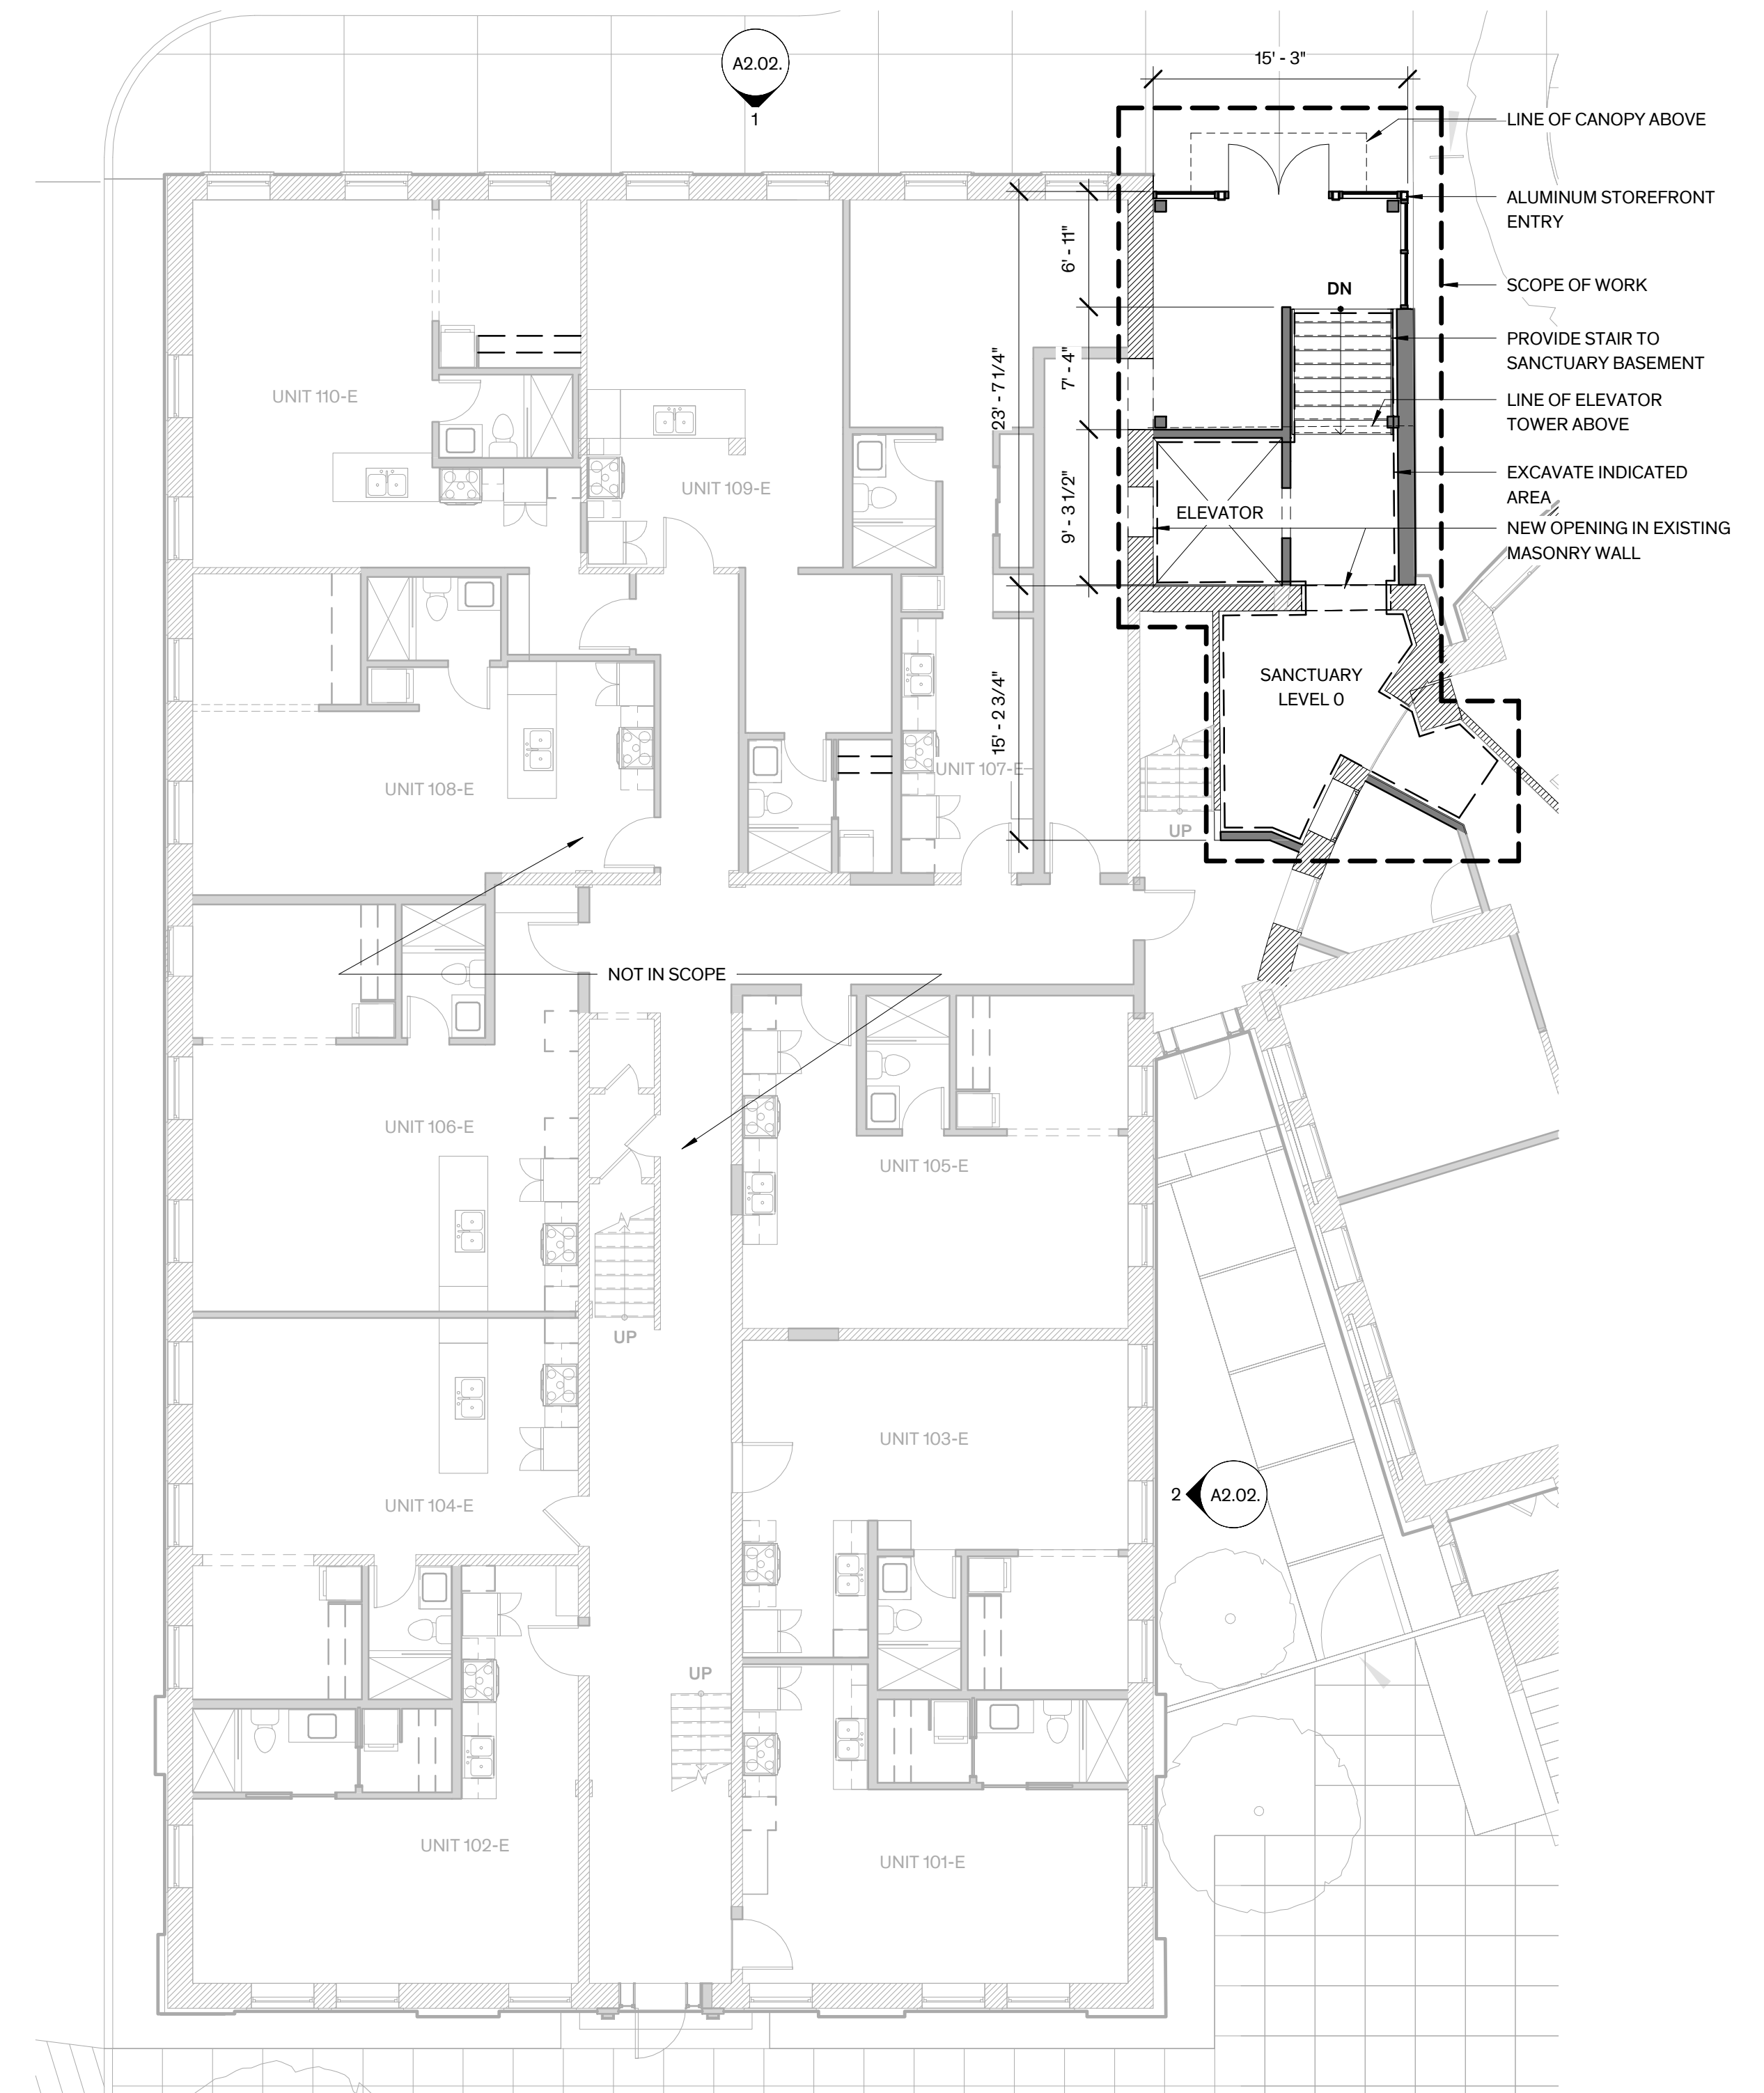 A2.02.
1
15' - 3"
LINE OF CANOPY ABOVE
ALUMINUM STOREFRONT
ENTRY
6' - 11"
SCOPE OF WORK
DN
PROVIDE STAIR TO
SANCTUARY BASEMENT
23' - 7 1/4"
7' - 4"
UNIT 110-E
LINE OF ELEVATOR
TOWER ABOVE
UNIT 109-E
EXCAVATE INDICATED
AREA
9' - 3 1/2"
ELEVATOR
NEW OPENING IN EXISTING
MASONRY WALL
SANCTUARY
LEVEL 0
15' - 2 3/4"
UNIT 108-E
UNIT 107-E
UP
NOT IN SCOPE
UNIT 106-E
UNIT 105-E
UP
UNIT 103-E
UNIT 104-E
2
A2.02.
UP
UNIT 102-E
UNIT 101-E